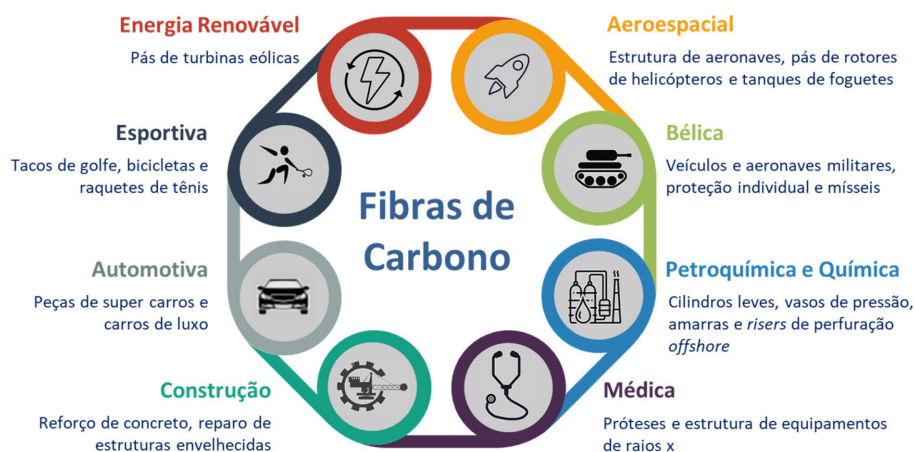 Energia Renovável
Pás de turbinas eólicas
Aeroespacial
Estrutura de aeronaves, pás de rotores
de helicópteros e tanques de foguetes
Esportiva
Tacos de golfe, bicicletas e
raquetes de tênis
Bélica
Veículos e aeronaves militares,
proteção individual e mísseis
Fibras de
Carbono
Automotiva
Peças de super carros e
carros de luxo
Petroquímica e Química
Cilindros leves, vasos de pressão,
amarras e risers de perfuração
offshore
Construção
Reforço de concreto, reparo de
estruturas envelhecidas
Médica
Próteses e estrutura de equipamentos
de raios x